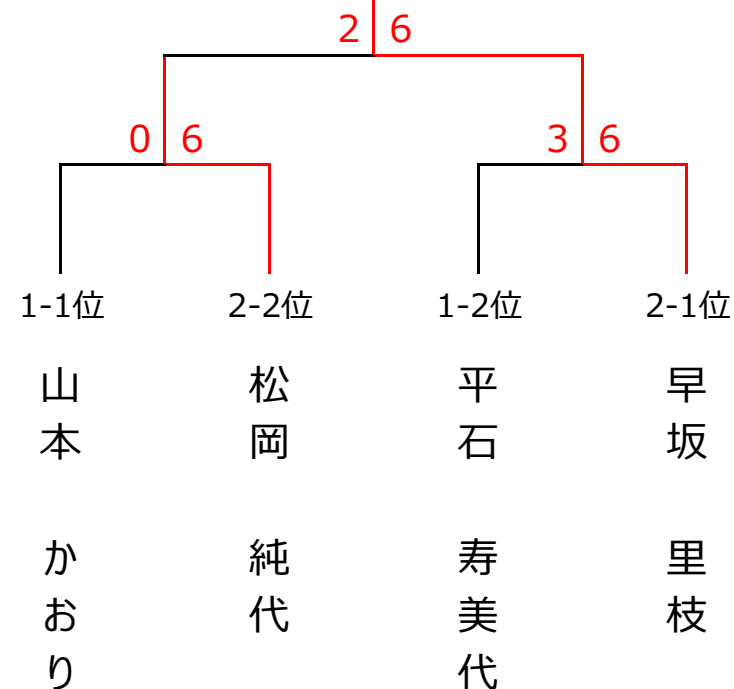 2 6
0 6
3 6
1-1位
2-2位
1-2位
2-1位
山本 かおり
松岡 純代
平石 寿美代
早坂 里枝